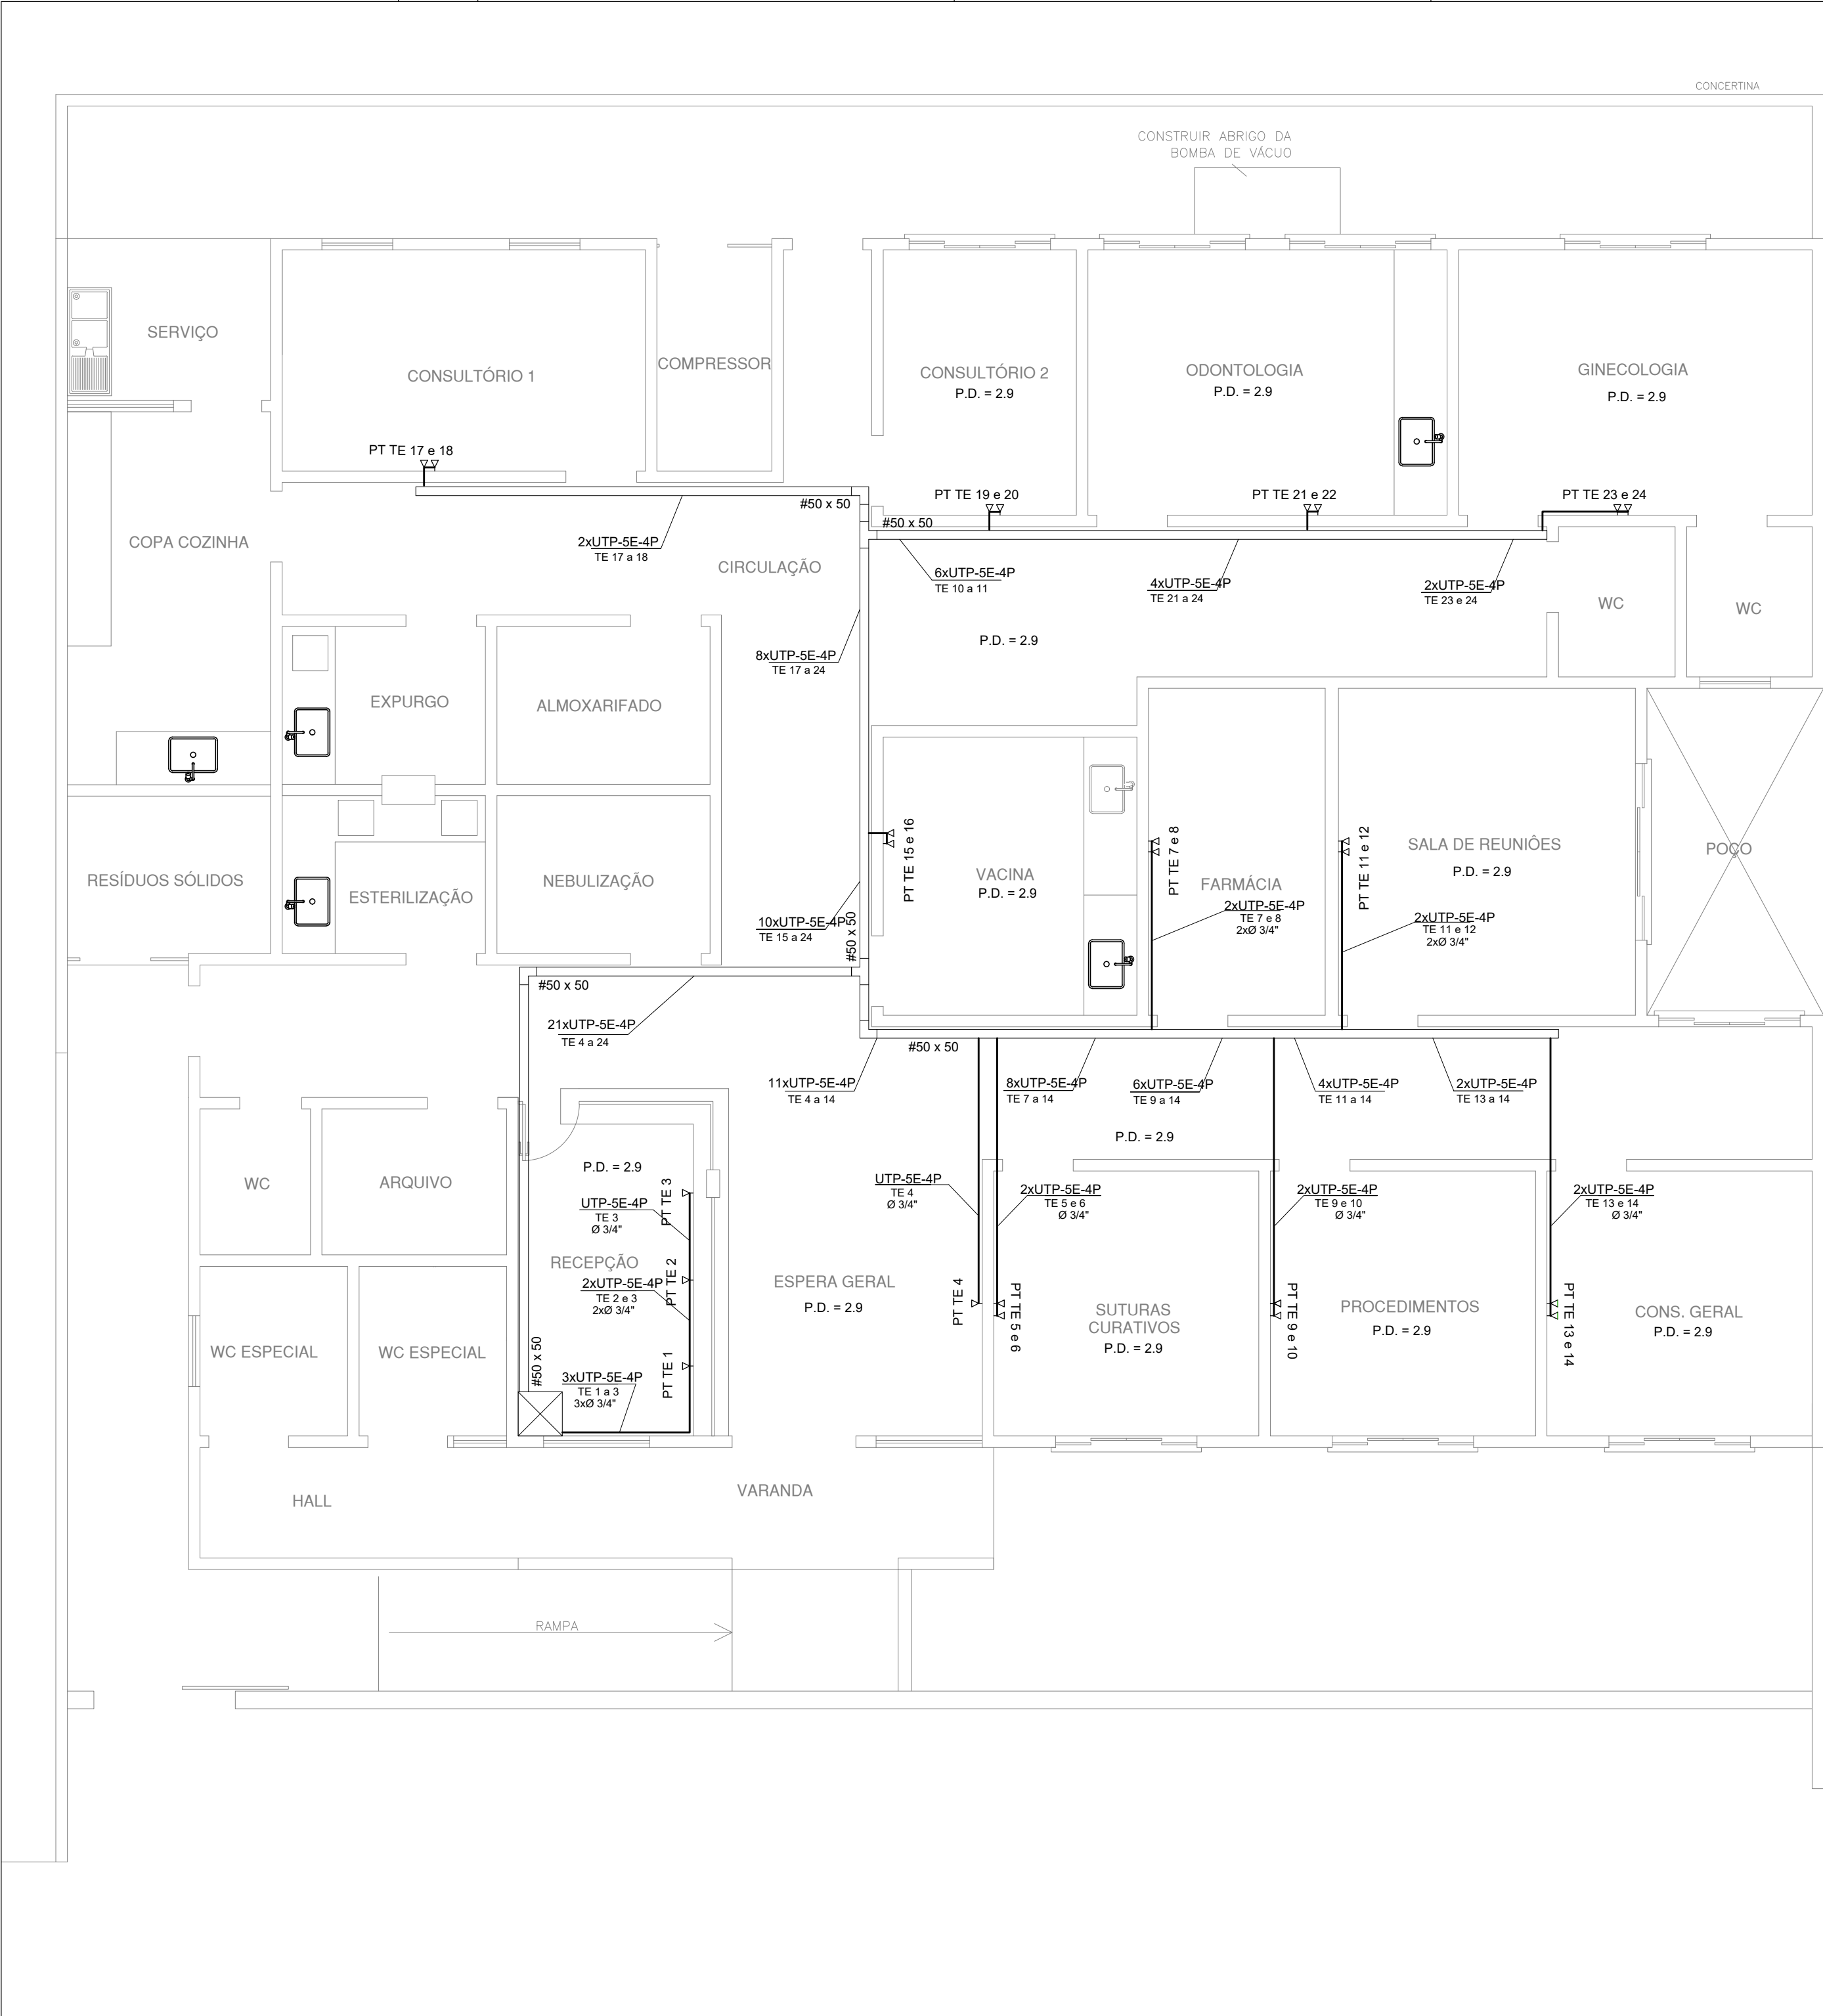 CONCERTINA
CONSTRUIR ABRIGO DA
BOMBA DE VÁCUO
SERVIÇO
CONSULTÓRIO 1
COMPRESSOR
CONSULTÓRIO 2
P.D. = 2.9
ODONTOLOGIA
P.D. = 2.9
GINECOLOGIA
P.D. = 2.9
PT TE 17 e 18
#50 x 50
PT TE 19 e 20
PT TE 21 e 22
PT TE 23 e 24
#50 x 50
COPA COZINHA
2xUTP-5E-4P
TE 17 a 18
CIRCULAÇÃO
6xUTP-5E-4P
TE 10 a 11
4xUTP-5E-4P
TE 21 a 24
2xUTP-5E-4P
TE 23 e 24
WC
WC
P.D. = 2.9
8xUTP-5E-4P
TE 17 a 24
EXPURGO
ALMOXARIFADO
PT TE 15 e 16
PT TE 7 e 8
PT TE 11 e 12
SALA DE REUNIÕES
P.D. = 2.9
POÇO
RESÍDUOS SÓLIDOS
ESTERILIZAÇÃO
NEBULIZAÇÃO
VACINA
P.D. = 2.9
FARMÁCIA
2xUTP-5E-4P
TE 7 e 8
2xØ 3/4"
2xUTP-5E-4P
TE 11 e 12
2xØ 3/4"
10xUTP-5E-4P
TE 15 a 24
#50 x 50
#50 x 50
21xUTP-5E-4P
TE 4 a 24
#50 x 50
11xUTP-5E-4P
TE 4 a 14
8xUTP-5E-4P
TE 7 a 14
6xUTP-5E-4P
TE 9 a 14
4xUTP-5E-4P
TE 11 a 14
2xUTP-5E-4P
TE 13 a 14
P.D. = 2.9
P.D. = 2.9
WC
ARQUIVO
PT TE 3
UTP-5E-4P
TE 3
Ø 3/4"
UTP-5E-4P
TE 4
Ø 3/4"
2xUTP-5E-4P
TE 5 e 6
Ø 3/4"
2xUTP-5E-4P
TE 9 e 10
Ø 3/4"
2xUTP-5E-4P
TE 13 e 14
Ø 3/4"
RECEPÇÃO
PT TE 2
2xUTP-5E-4P
TE 2 e 3
2xØ 3/4"
ESPERA GERAL
P.D. = 2.9
PT TE 4
PT TE 5 e 6
SUTURAS
CURATIVOS
P.D. = 2.9
PT TE 9 e 10
PROCEDIMENTOS
P.D. = 2.9
PT TE 13 e 14
CONS. GERAL
P.D. = 2.9
WC ESPECIAL
WC ESPECIAL
#50 x 50
PT TE 1
3xUTP-5E-4P
TE 1 a 3
3xØ 3/4"
HALL
VARANDA
RAMPA